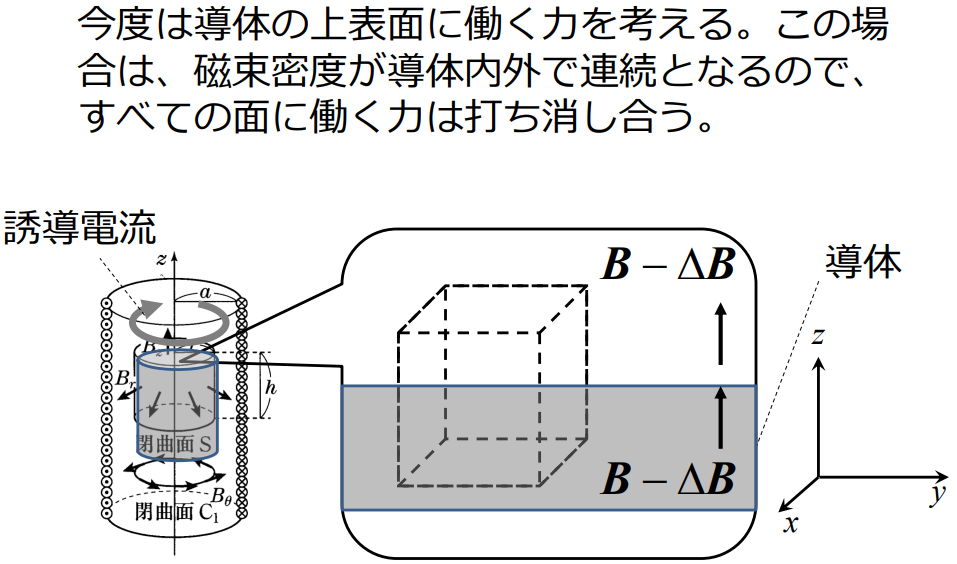 今度は導体の上表面に働く力を考える。この場
合は、磁束密度が導体内外で連続となるので、
すべての面に働く力は打ち消し合う。
誘導電流
z
a
B_z
B_r
h
閉曲面 S
B_θ
閉曲面 C₁
B − ΔB
B − ΔB
導体
z
y
x